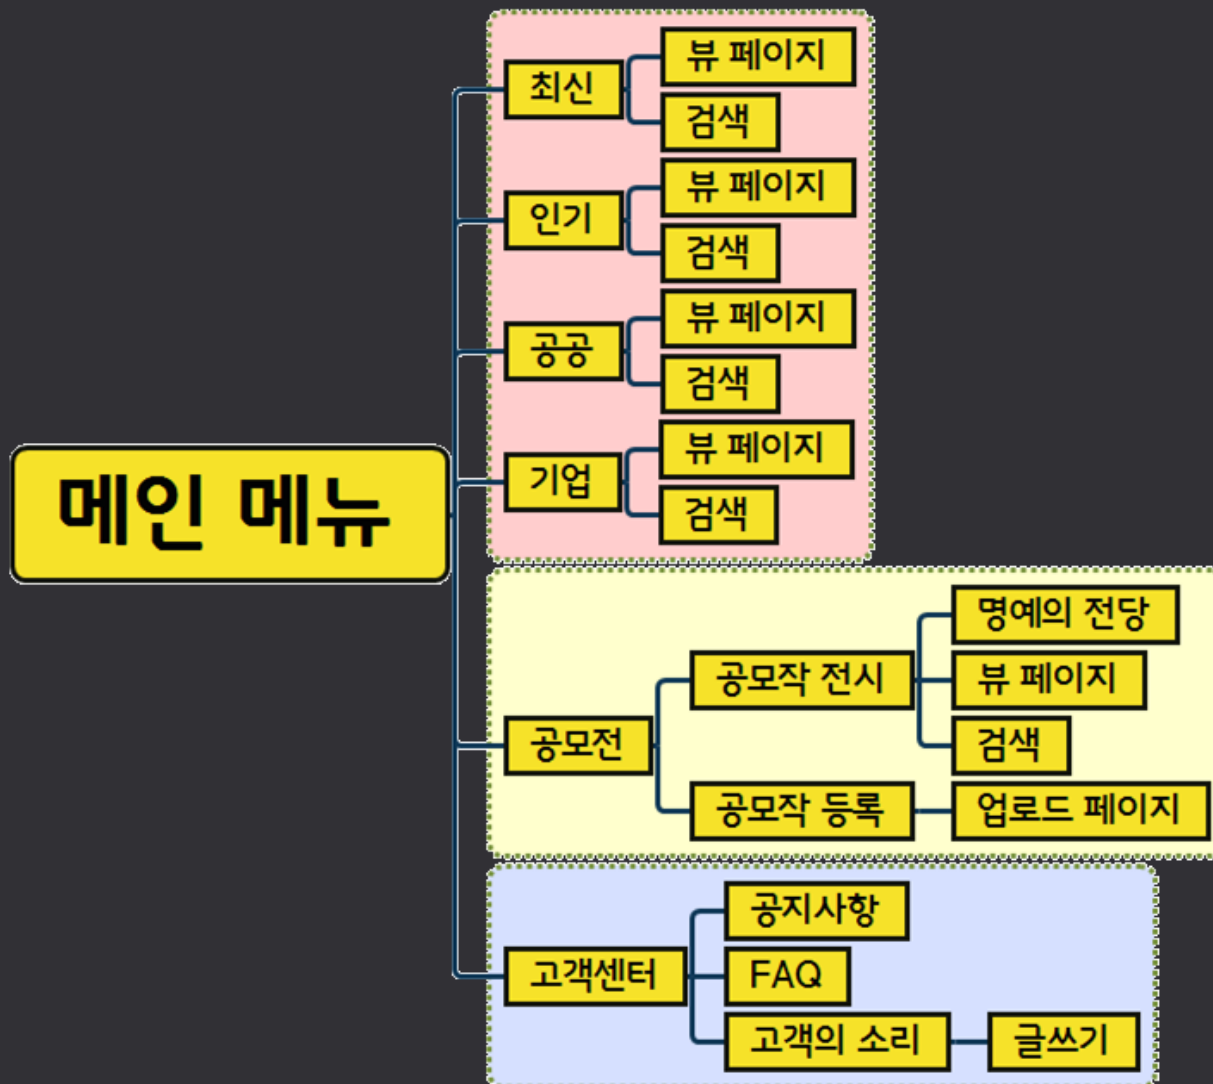 메인 메뉴
최신
뷰 페이지
검색
인기
뷰 페이지
검색
공공
뷰 페이지
검색
기업
뷰 페이지
검색
공모전
공모작 전시
명예의 전당
뷰 페이지
검색
공모작 등록
업로드 페이지
고객센터
공지사항
FAQ
고객의 소리
글쓰기